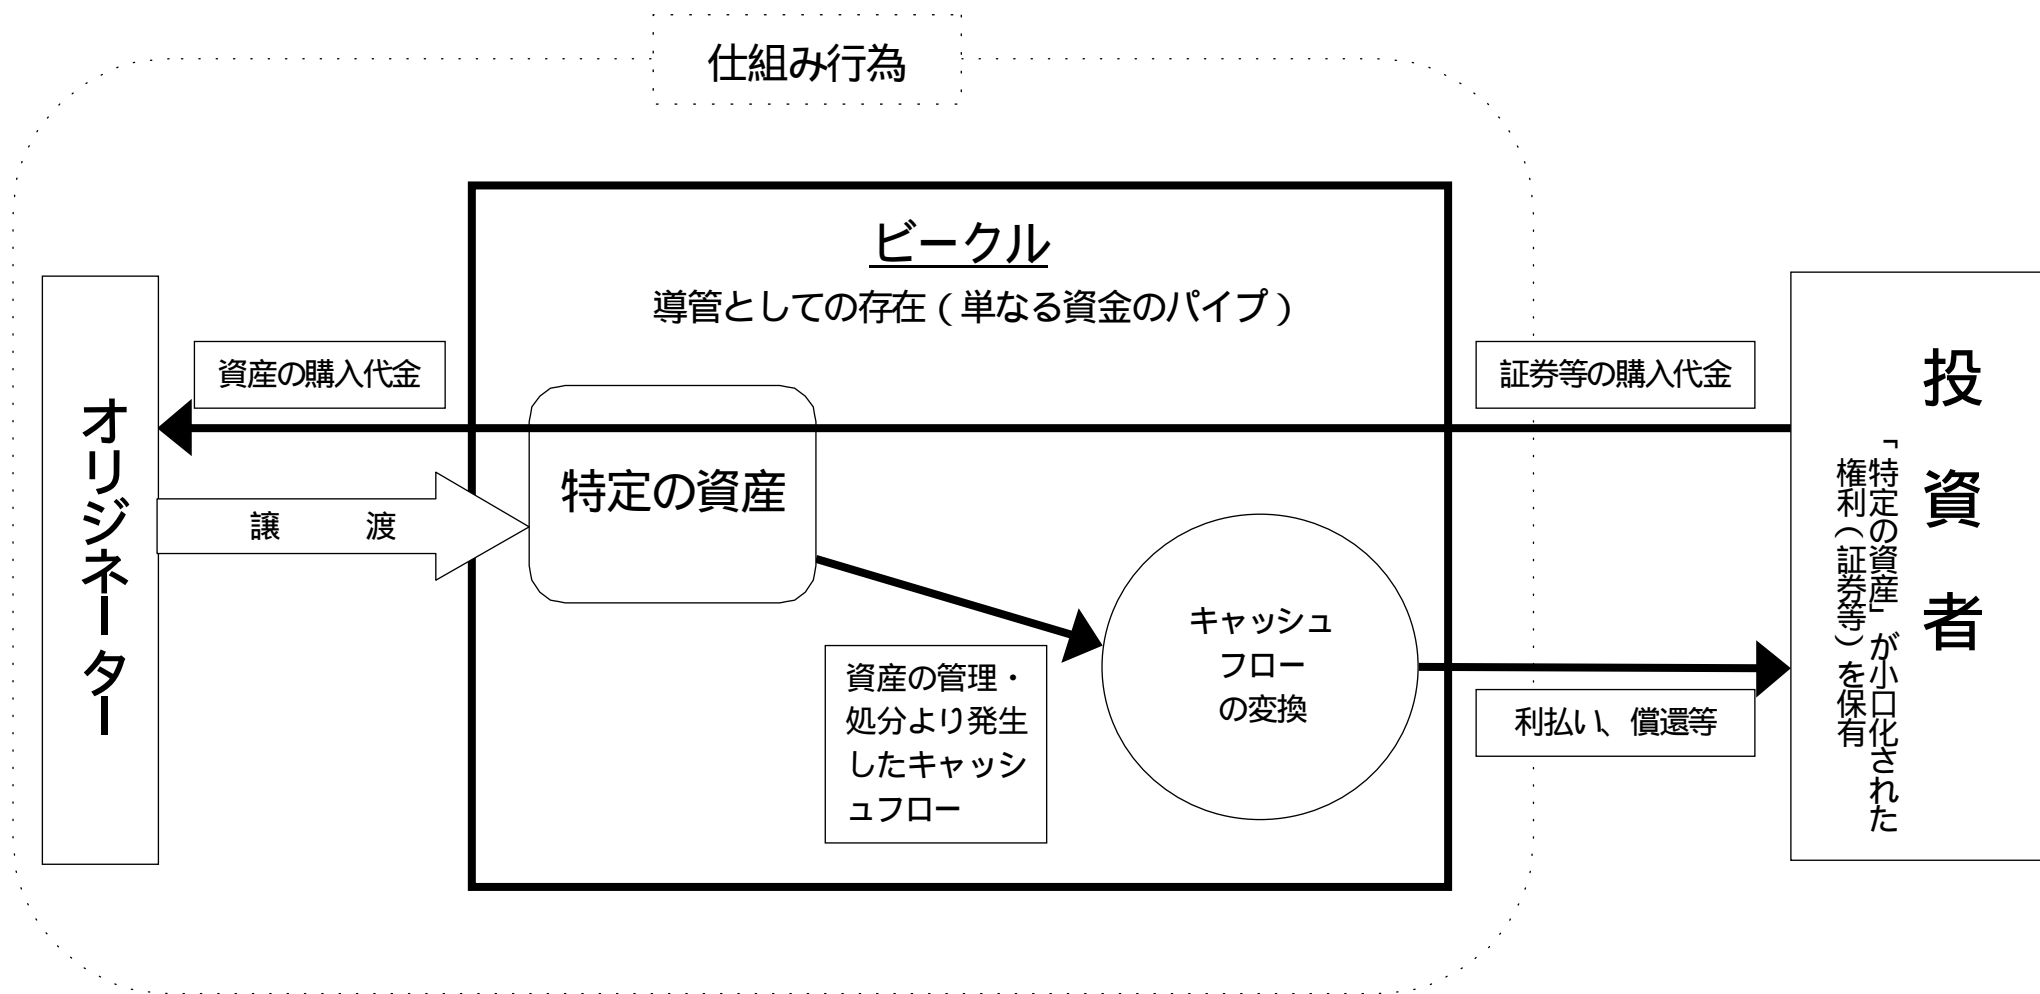 仕組み行為
ビークル
導管としての存在（単なる資金のパイプ）
資産の購入代金
証券等の購入代金
オリジネーター
譲　渡
特定の資産
キャッシュ
フロー
の変換
資産の管理・
処分より発生
したキャッシ
ュフロー
利払い、償還等
投資者
「特定の資産」が小口化された
権利（証券等）を保有